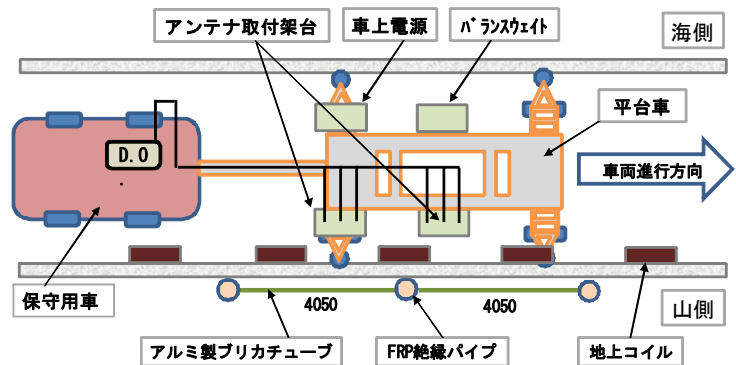 アンテナ取付架台
車上電源
バランスウェイト
海側
平台車
D.O
車両進行方向
保守用車
4050
4050
山側
アルミ製プリカチューブ
FRP絶縁パイプ
地上コイル